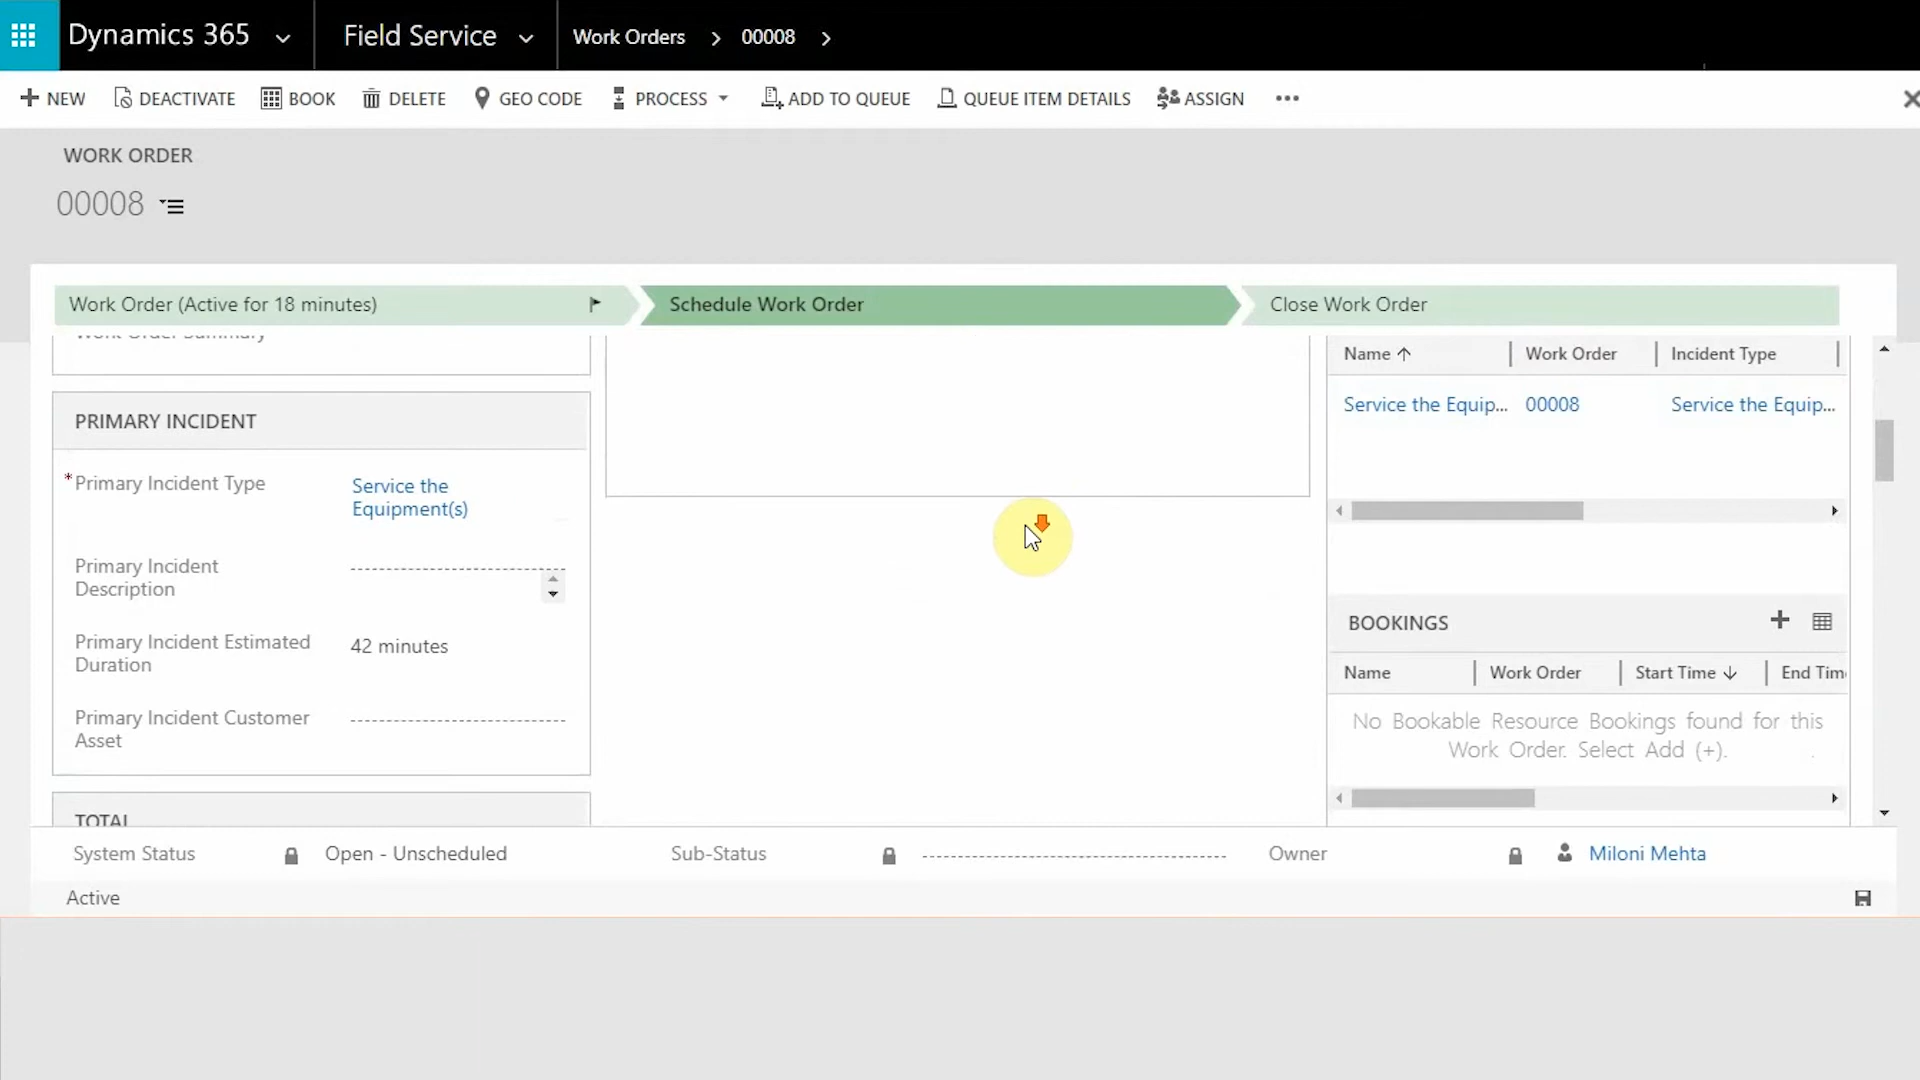 Dynamics 365
Field Service
Work Orders
00008
NEW
DEACTIVATE
BOOK
DELETE
GEO CODE
PROCESS
ADD TO QUEUE
QUEUE ITEM DETAILS
ASSIGN
WORK ORDER
00008
Work Order (Active for 18 minutes)
Schedule Work Order
Close Work Order
Work Order Summary
PRIMARY INCIDENT
*Primary Incident Type
Service the
Equipment(s)
Primary Incident
Description
Primary Incident Estimated
Duration
42 minutes
Primary Incident Customer
Asset
TOTAL
Name
Work Order
Incident Type
Service the Equip...
00008
Service the Equip...
BOOKINGS
Name
Work Order
Start Time
End Tim
No Bookable Resource Bookings found for this
Work Order. Select Add (+).
System Status
Open - Unscheduled
Sub-Status
Owner
Miloni Mehta
Active